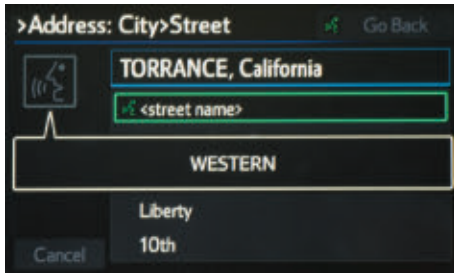 >Address: City>Street
Go Back
TORRANCE, California
<street name>
WESTERN
Liberty
10th
Cancel